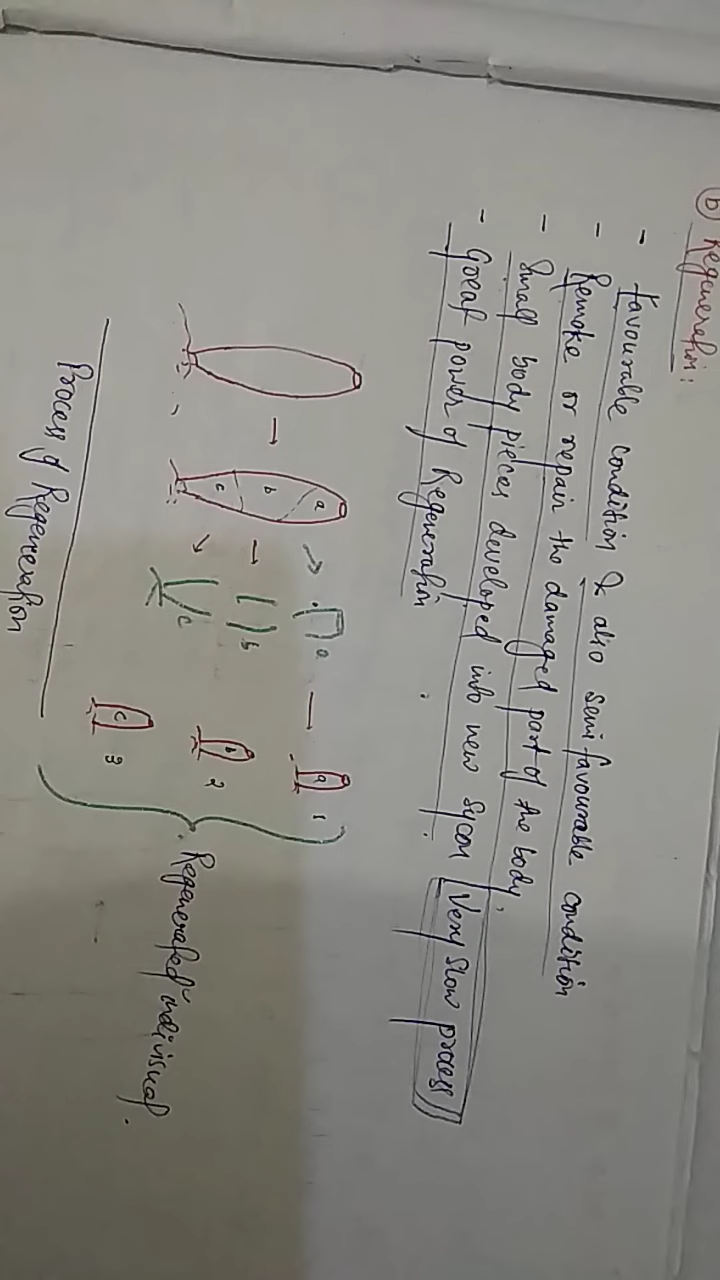 (b) Regeneration:
- favourable condition & also semi favourable condition
- Remake or repair the damaged part of the body,
- Small body pieces developed into new Sycon [Very slow process]
- Great power of Regeneration
a
b
c
a
b
c
a
1
b
2
c
3
Regenerated individual.
Process of Regeneration